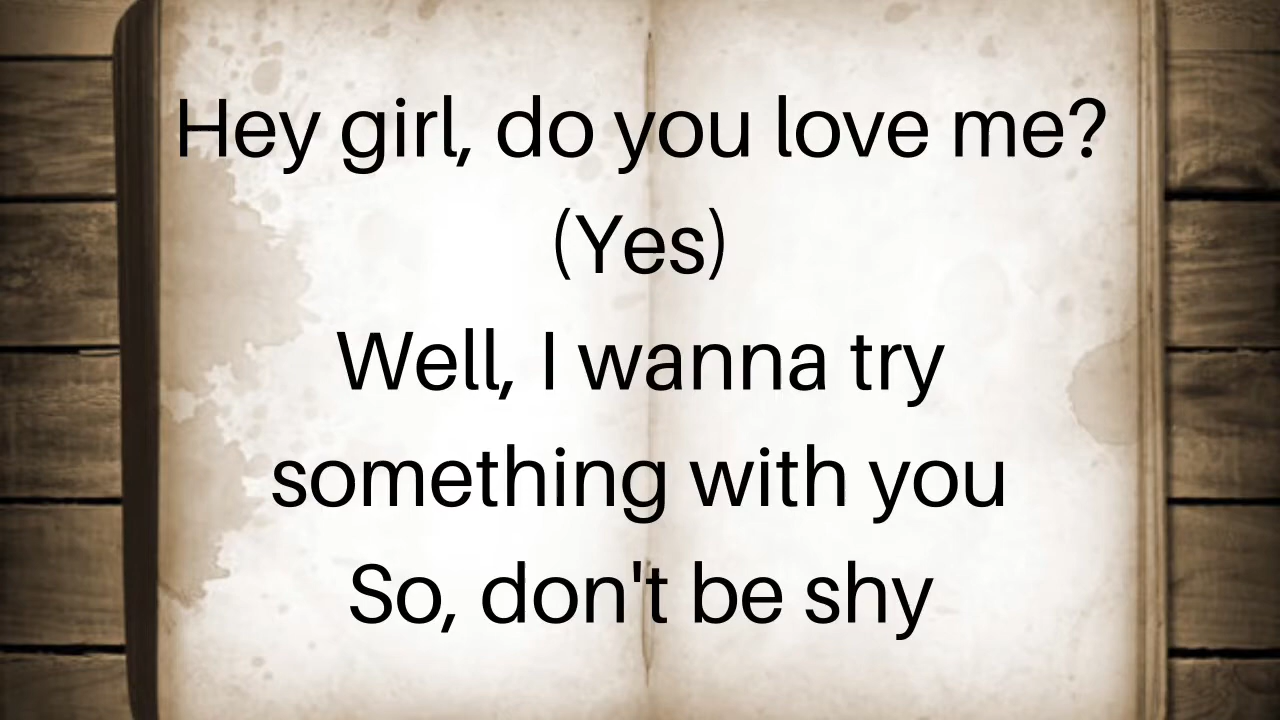 Hey girl, do you love me?
(Yes)
Well, I wanna try
something with you
So, don't be shy